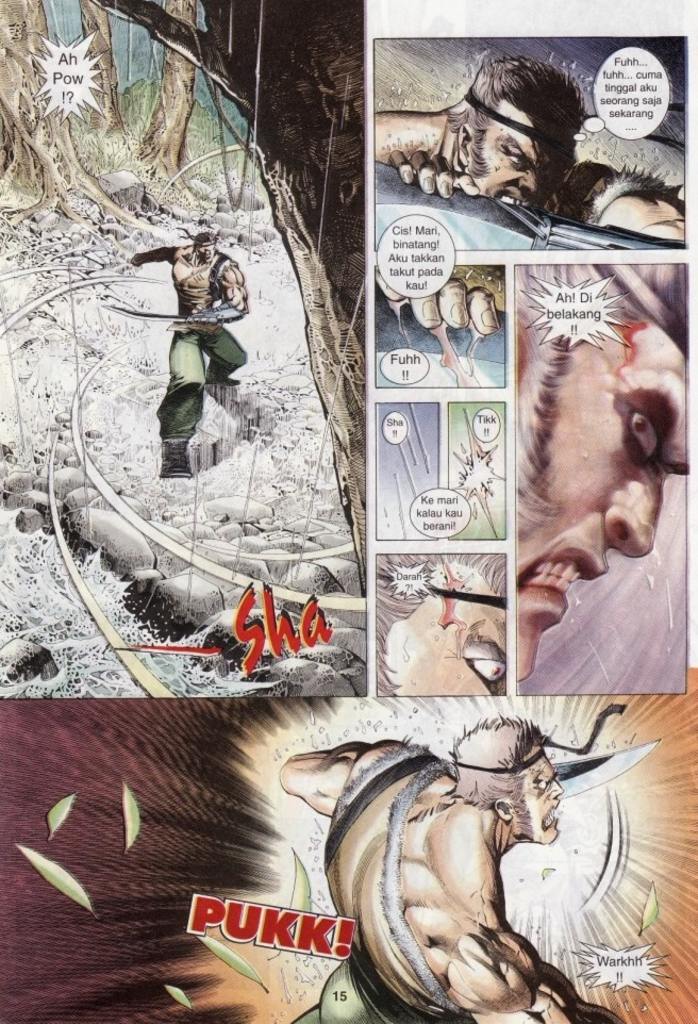 Ah
Pow
!?
Sha
Fuhh...
fuhh... cuma
tinggal aku
seorang saja
sekarang
....
Cis! Mari,
binatang!
Aku takkan
takut pada
kau!
Fuhh
!!
Sha
!!
Tikk
!!
Ke mari
kalau kau
berani!
Darah
?!
Ah! Di
belakang
!!
PUKK!
Warkhh
!!
15